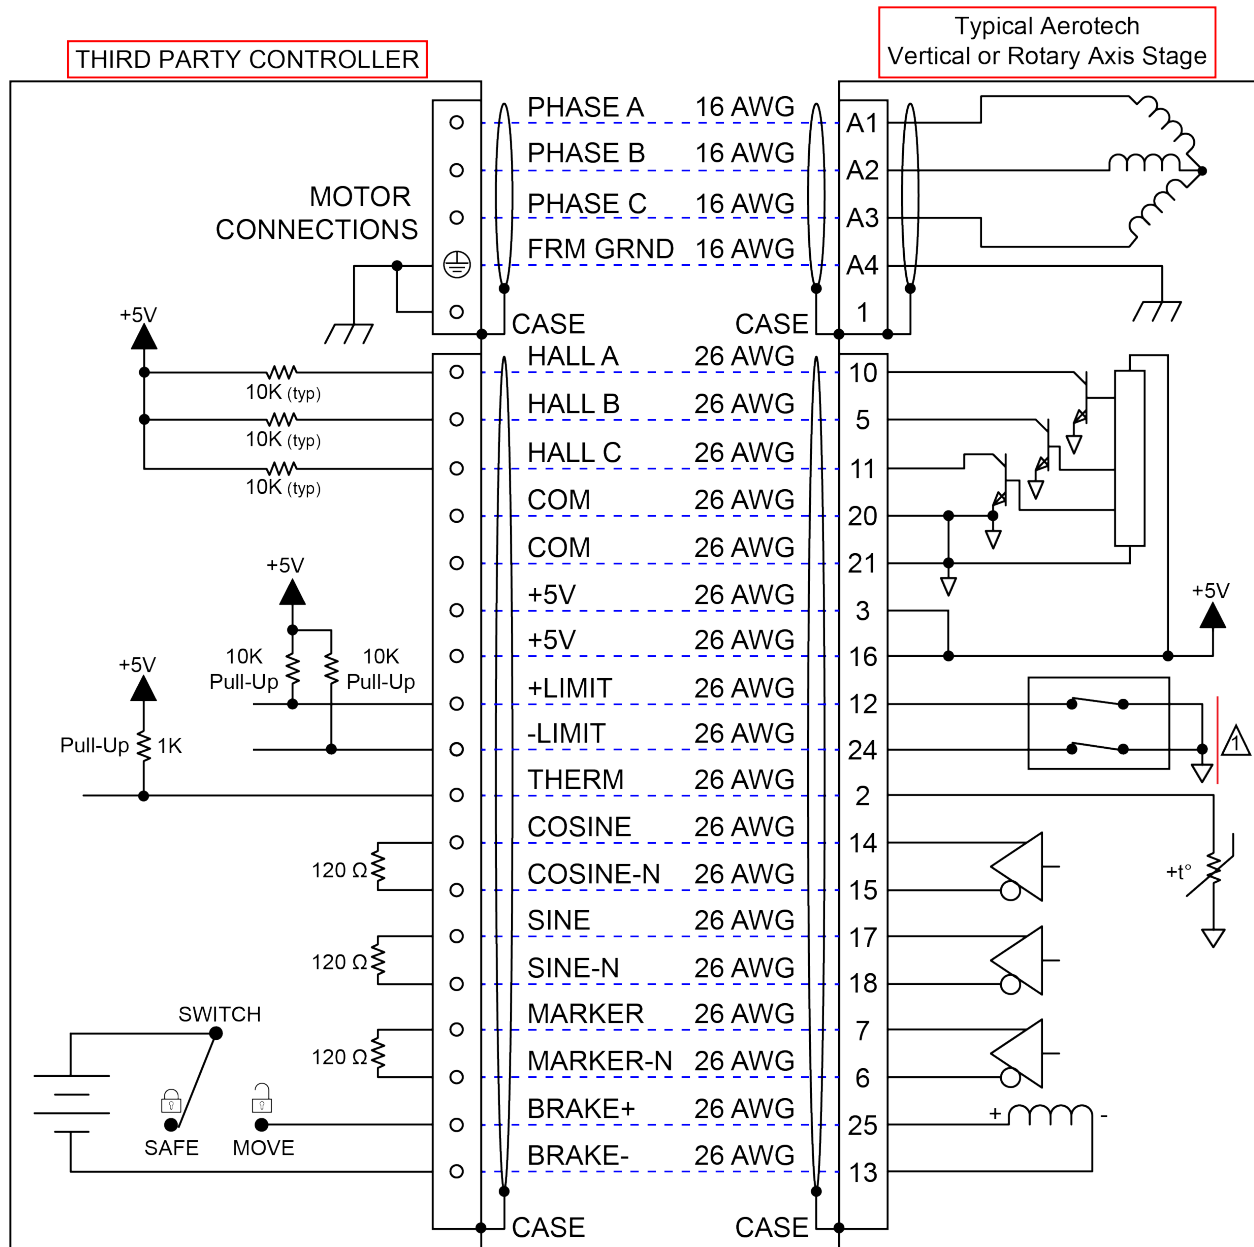 THIRD PARTY CONTROLLER
Typical Aerotech
Vertical or Rotary Axis Stage
MOTOR
CONNECTIONS
PHASE A 16 AWG A1
PHASE B 16 AWG A2
PHASE C 16 AWG A3
FRM GRND 16 AWG A4
1
CASE CASE
+5V
10K (typ)
10K (typ)
10K (typ)
HALL A 26 AWG 10
HALL B 26 AWG 5
HALL C 26 AWG 11
COM 26 AWG 20
COM 26 AWG 21
+5V 26 AWG 3
+5V 26 AWG 16
+5V
+5V
10K
Pull-Up
10K
Pull-Up
+5V
Pull-Up 1K
+LIMIT 26 AWG 12
-LIMIT 26 AWG 24
1
THERM 26 AWG 2
+t°
COSINE 26 AWG 14
120 Ω
COSINE-N 26 AWG 15
SINE 26 AWG 17
120 Ω
SINE-N 26 AWG 18
MARKER 26 AWG 7
120 Ω
MARKER-N 26 AWG 6
SWITCH
SAFE MOVE
BRAKE+ 26 AWG 25
+ -
BRAKE- 26 AWG 13
CASE CASE